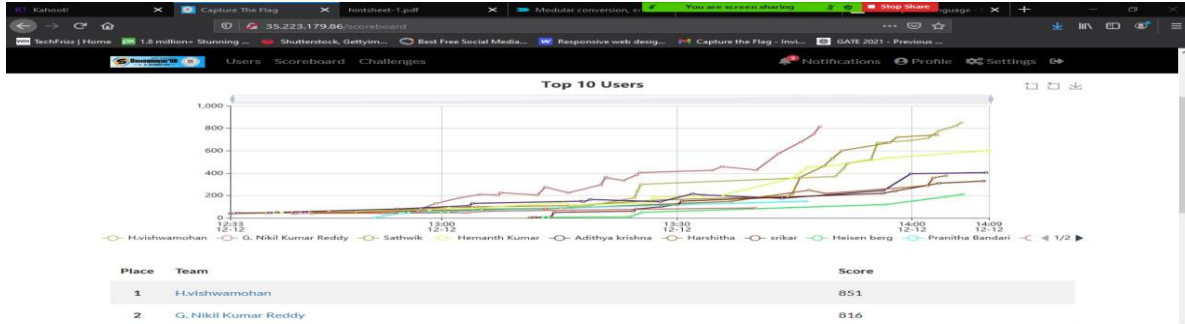 Kahoot!
Capture The Flag
hintsheet-1.pdf
Modular conversion, er
You are screen sharing
Stop Share
nguage -
35.223.179.86/scoreboard
TechFrizz | Home
1.8 million+ Stunning ...
Shutterstock, Gettyim...
Best Free Social Media...
Responsive web desig...
Capture the Flag - Invi...
GATE 2021 - Previous ...
Users Scoreboard Challenges
2
Notifications Profile Settings
Top 10 Users
1,000
800
600
400
200
0
12:33 13:00 13:30 14:00 14:09
12-12 12-12 12-12 12-12 12-12
H.vishwamohan G. Nikil Kumar Reddy Sathwik Hemanth Kumar Adithya krishna Harshitha srikar Heisen berg Pranitha Bandari 1/2
Place Team Score
1 H.vishwamohan 851
2 G. Nikil Kumar Reddy 816